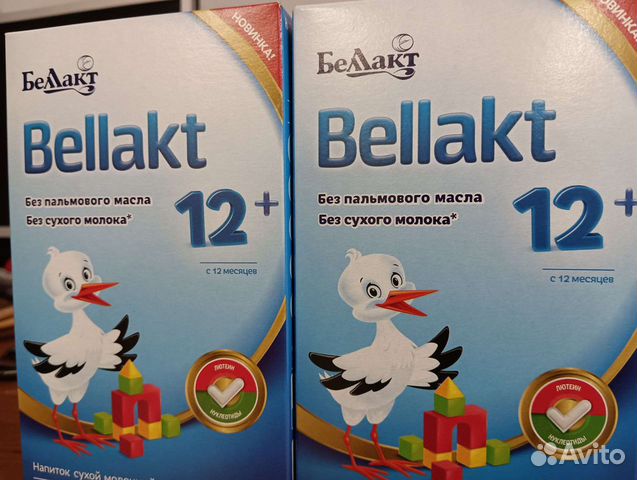 НОВИНКА!
БеЛЛакт
Bellakt
Без пальмового масла
Без сухого молока*
12+
с 12 месяцев
ЛЮТЕИН
НУКЛЕОТИДЫ
Напиток сухой
НОВИНКА!
БеЛЛакт
Bellakt
Без пальмового масла
Без сухого молока*
12+
с 12 месяцев
ЛЮТЕИН
НУКЛЕОТИДЫ
Avito